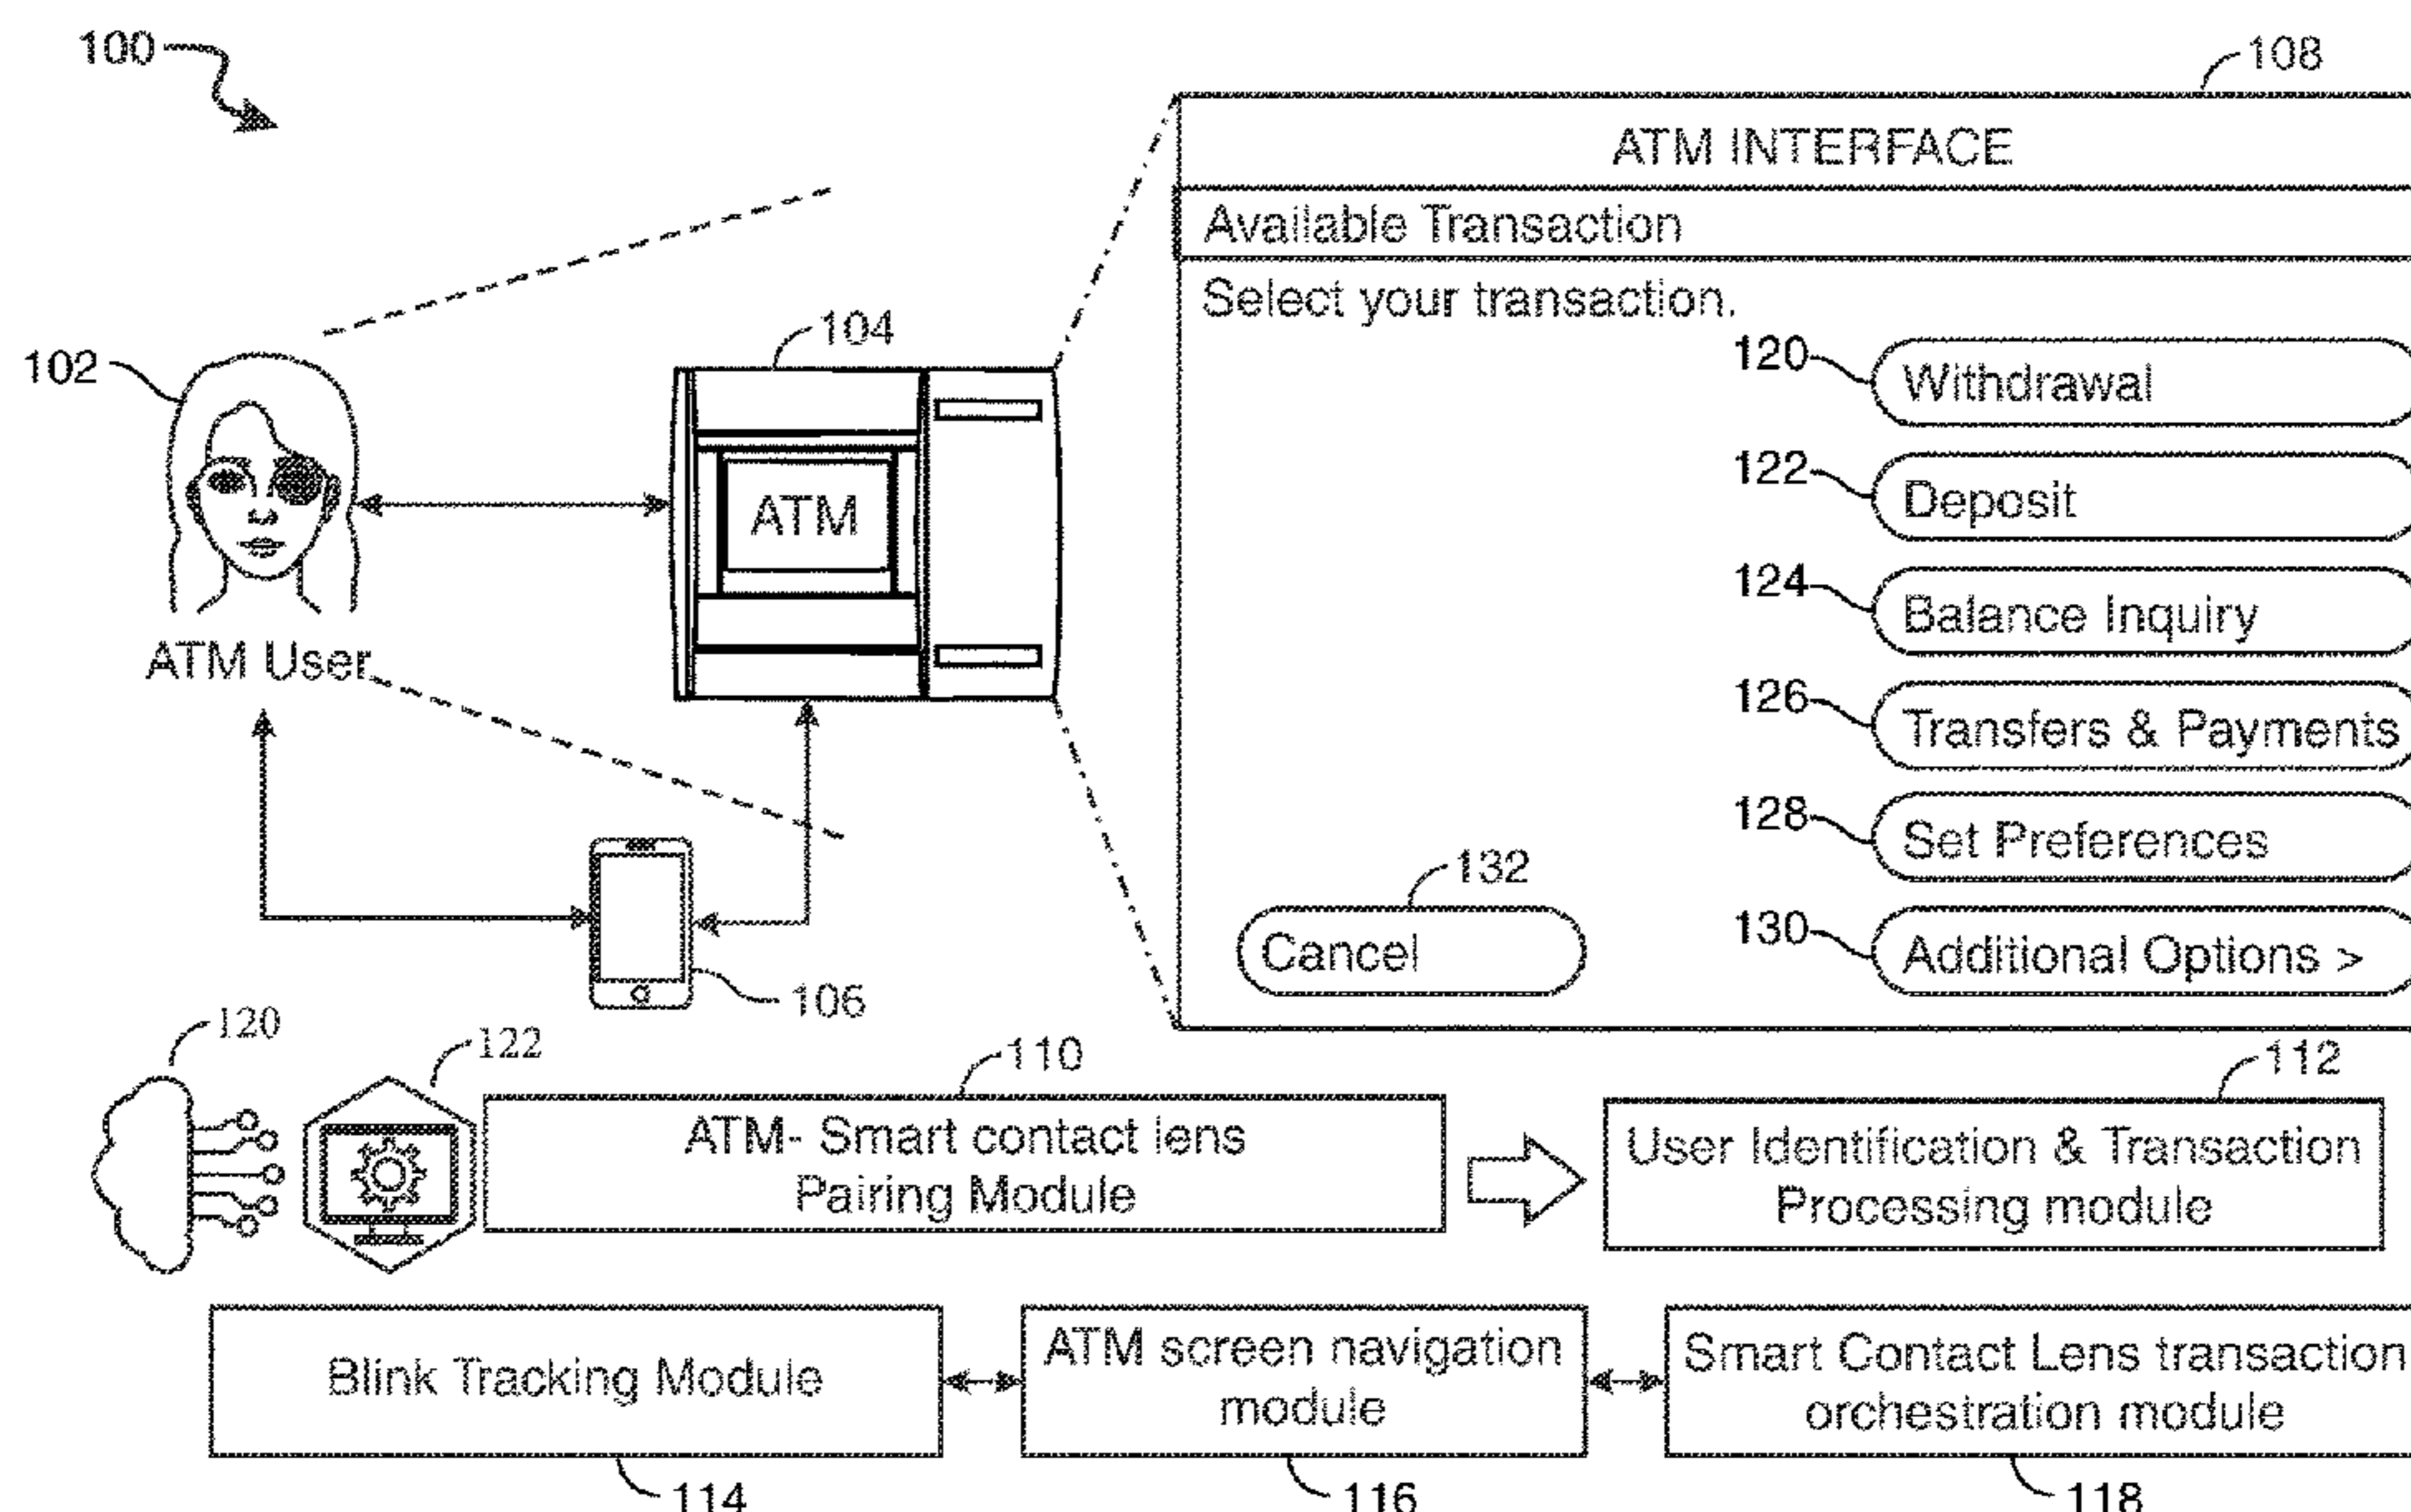 100
108
ATM INTERFACE
Available Transaction
Select your transaction.
104
102
120
Withdrawal
122
Deposit
ATM
124
Balance Inquiry
ATM User
126
Transfers & Payments
128
Set Preferences
132
130
Cancel
Additional Options >
106
120
122
110
112
ATM- Smart contact lens
Pairing Module
User Identification & Transaction
Processing module
Blink Tracking Module
ATM screen navigation
module
Smart Contact Lens transaction
orchestration module
114
116
118